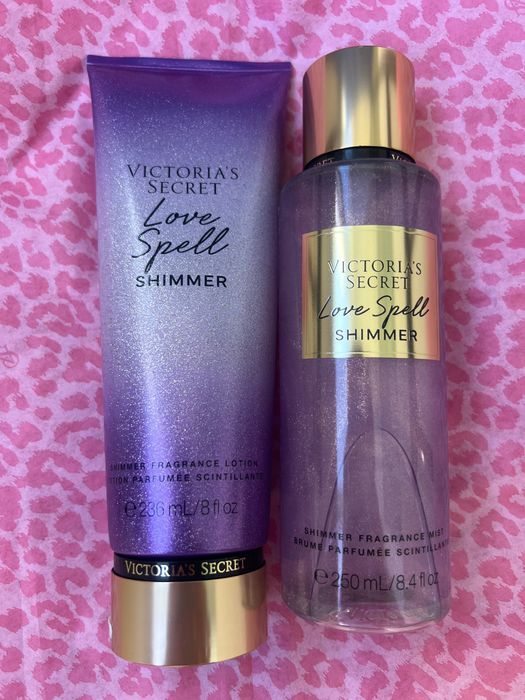 VICTORIA'S
SECRET
Love
Spell
SHIMMER
SHIMMER FRAGRANCE LOTION
LOTION PARFUMÉE SCINTILLANTE
℮ 236 mL/8 fl oz
VICTORIA'S SECRET
VICTORIA'S
SECRET
Love Spell
SHIMMER
SHIMMER FRAGRANCE MIST
BRUME PARFUMÉE SCINTILLANTE
℮ 250 mL/8.4 fl oz